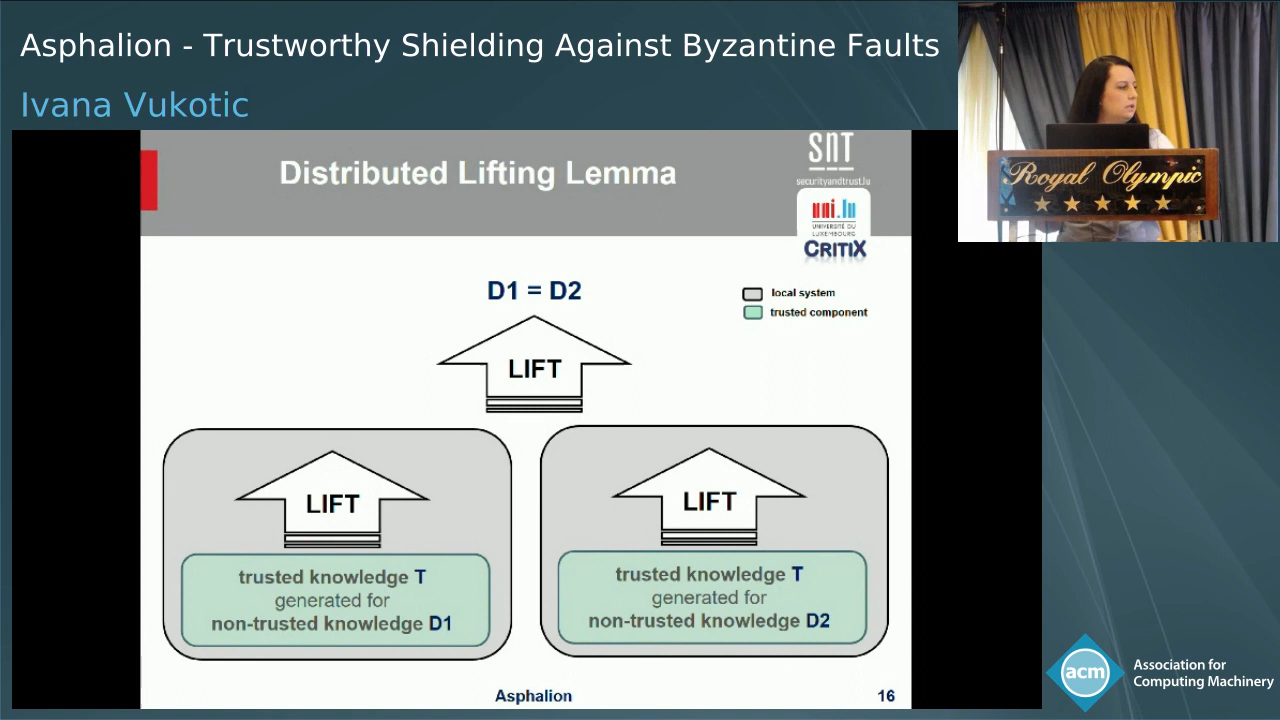 Asphalion - Trustworthy Shielding Against Byzantine Faults
Ivana Vukotic
Distributed Lifting Lemma
SnT
securityandtrust.lu
uni.lu
UNIVERSITÉ DU
LUXEMBOURG
CRITIX
Royal Olympic
D1 = D2
local system
trusted component
LIFT
LIFT
LIFT
trusted knowledge T
generated for
non-trusted knowledge D1
trusted knowledge T
generated for
non-trusted knowledge D2
Asphalion
16
acm
Association for
Computing Machinery